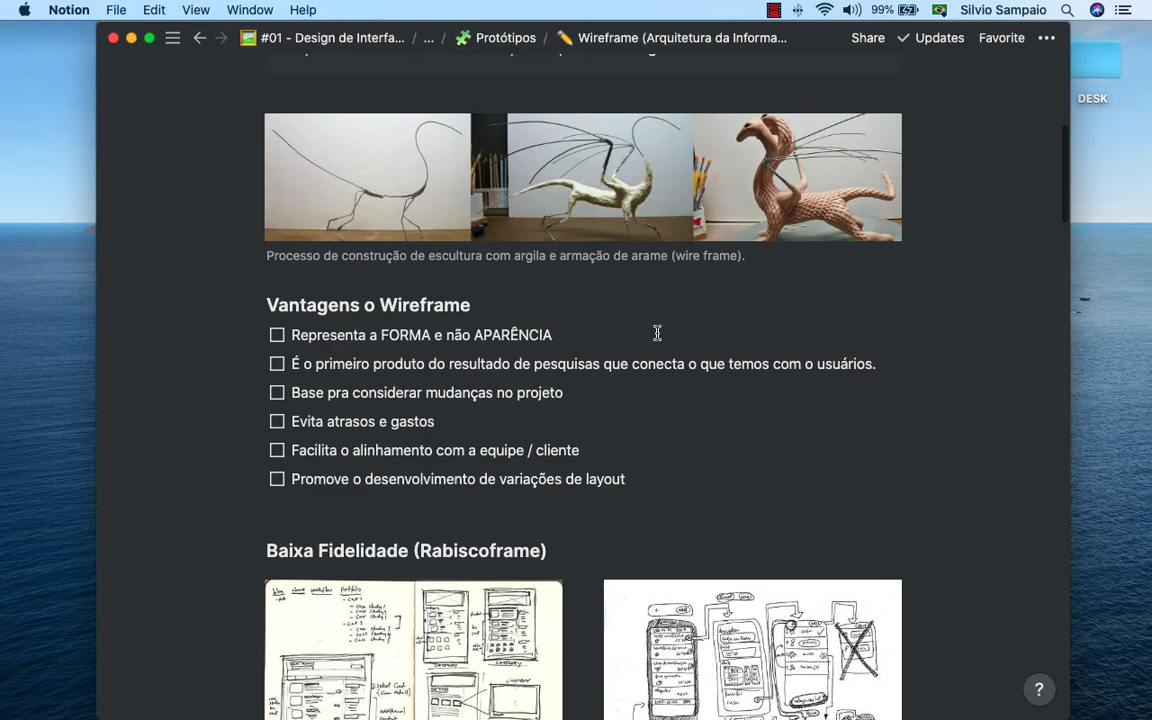 Notion File Edit View Window Help 99% Silvio Sampaio
#01 - Design de Interfa... / ... / Protótipos / Wireframe (Arquitetura da Informa... Share Updates Favorite
DESK
Processo de construção de escultura com argila e armação de arame (wire frame).
Vantagens o Wireframe
Representa a FORMA e não APARÊNCIA
É o primeiro produto do resultado de pesquisas que conecta o que temos com o usuários.
Base pra considerar mudanças no projeto
Evita atrasos e gastos
Facilita o alinhamento com a equipe / cliente
Promove o desenvolvimento de variações de layout
Baixa Fidelidade (Rabiscoframe)
?